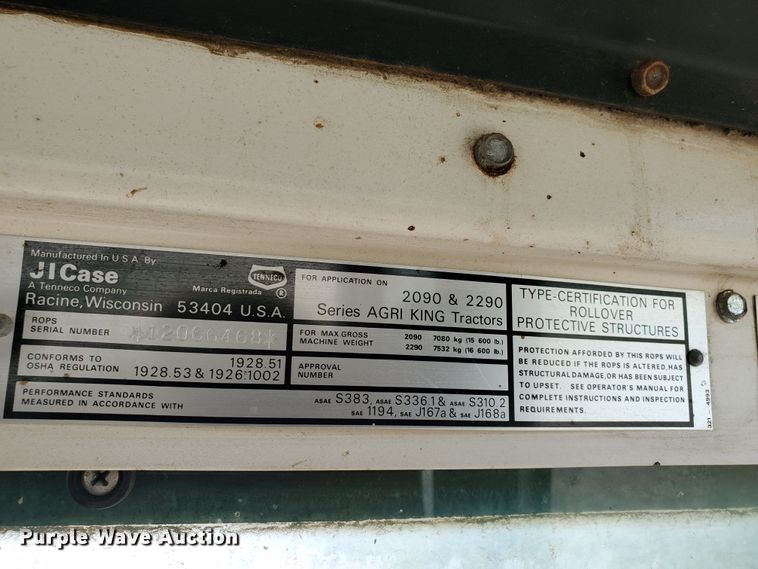 Manufactured In U.S.A. By
JI Case
A Tenneco Company
Racine, Wisconsin 53404 U.S.A.
TENNECO
Marca Registrada ®
ROPS
SERIAL NUMBER *12066468*
CONFORMS TO
OSHA REGULATION
1928.51
1928.53 & 1926.1002
PERFORMANCE STANDARDS
MEASURED IN ACCORDANCE WITH
ASAE S383, ASAE S336.1 & ASAE S310.2
SAE 1194, SAE J167a & SAE J168a
FOR APPLICATION ON
2090 & 2290
Series AGRI KING Tractors
FOR MAX.GROSS
MACHINE WEIGHT
2090 7080 kg (15 600 lb.)
2290 7532 kg (16 600 lb.)
APPROVAL
NUMBER
TYPE-CERTIFICATION FOR
ROLLOVER
PROTECTIVE STRUCTURES
PROTECTION AFFORDED BY THIS ROPS WILL
BE REDUCED IF THE ROPS IS ALTERED, HAS
STRUCTURAL DAMAGE, OR HAS BEEN SUBJECT
TO UPSET. SEE OPERATOR'S MANUAL FOR
COMPLETE INSTRUCTIONS AND INSPECTION
REQUIREMENTS.
321-4993
Purple Wave Auction